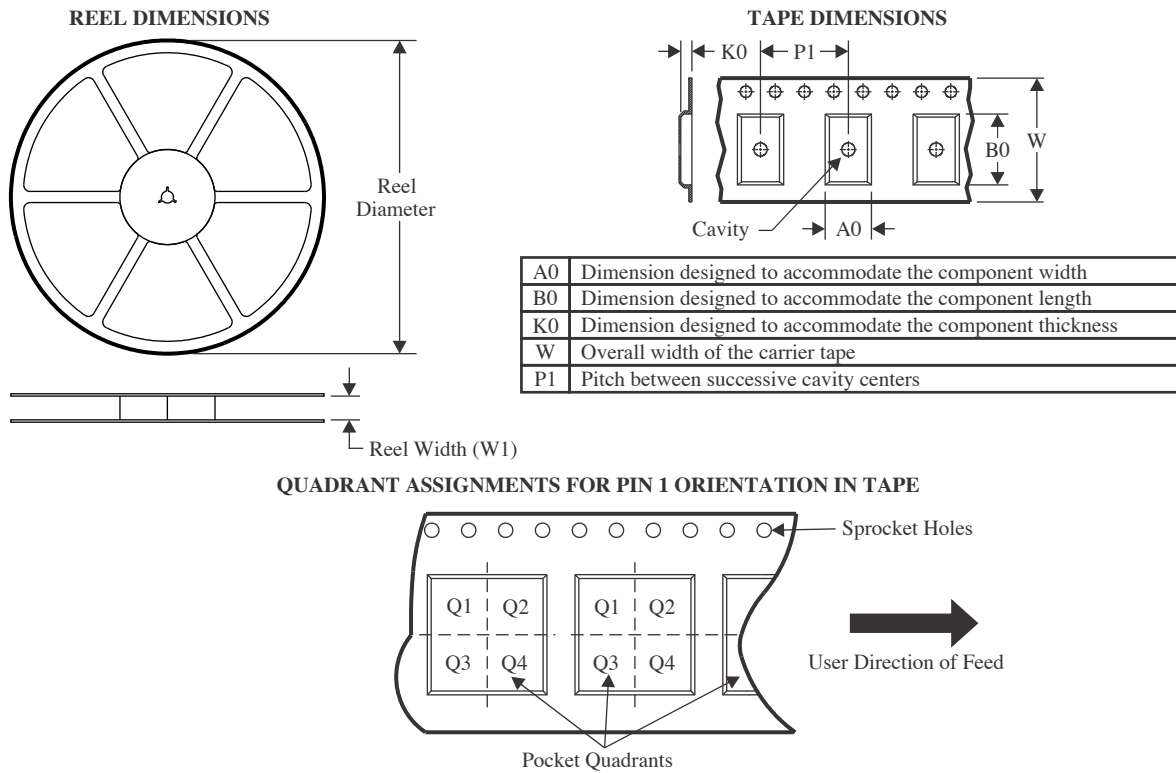 REEL DIMENSIONS
Reel
Diameter
Reel Width (W1)
TAPE DIMENSIONS
K0
P1
B0
W
Cavity
A0
A0 Dimension designed to accommodate the component width
B0 Dimension designed to accommodate the component length
K0 Dimension designed to accommodate the component thickness
W Overall width of the carrier tape
P1 Pitch between successive cavity centers
QUADRANT ASSIGNMENTS FOR PIN 1 ORIENTATION IN TAPE
Sprocket Holes
Q1 Q2 Q1 Q2
Q3 Q4 Q3 Q4
User Direction of Feed
Pocket Quadrants